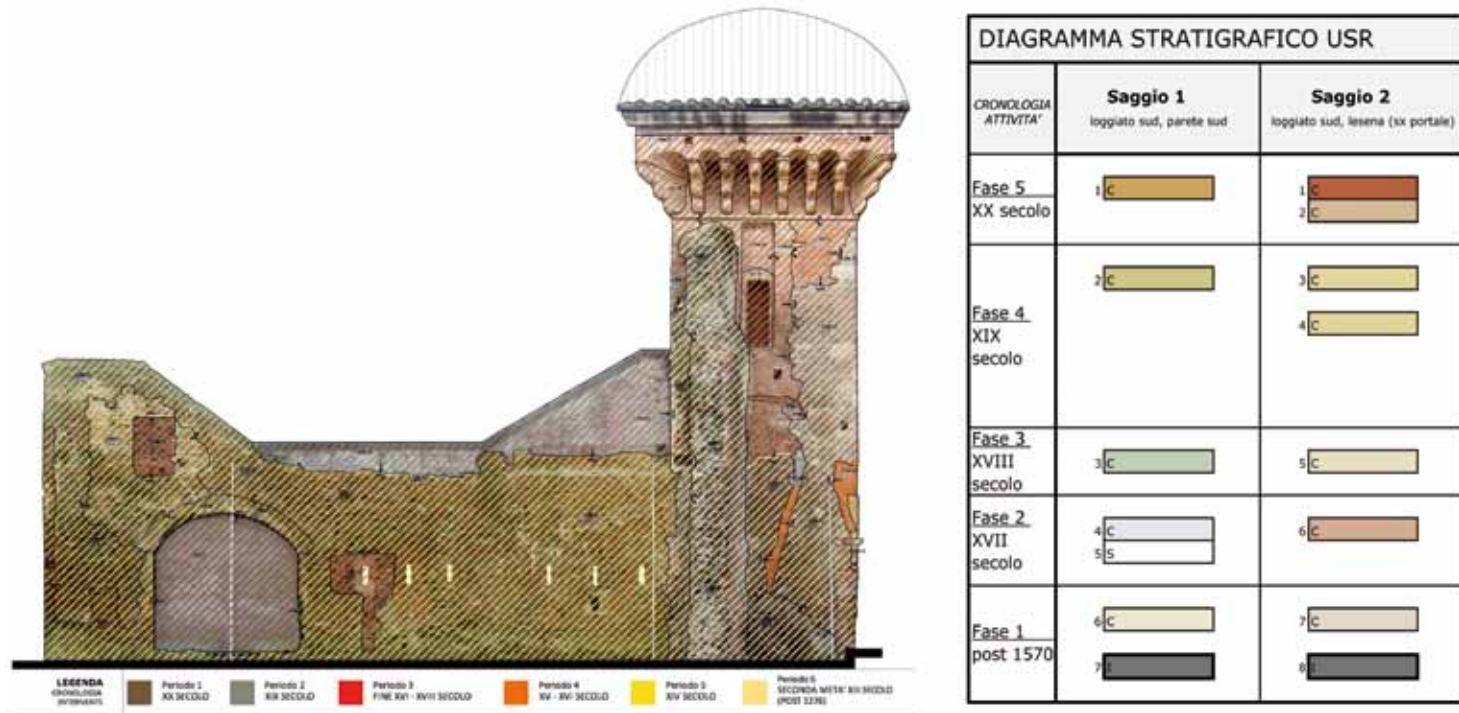 LEGENDA
CRONOLOGIA
INTERVENTI
Periodo 1
XX SECOLO
Periodo 2
XIX SECOLO
Periodo 3
FINE XVI - XVII SECOLO
Periodo 4
XV - XVI SECOLO
Periodo 5
XIV SECOLO
Periodo 6
SECONDA META' XIII SECOLO
(POST 1276)
DIAGRAMMA STRATIGRAFICO USR
CRONOLOGIA
ATTIVITA'
Saggio 1
loggiato sud, parete sud
Saggio 2
loggiato sud, lesena (sx portale)
Fase 5
XX secolo
1 C
1 C
2 C
Fase 4
XIX
secolo
2 C
3 C
4 C
Fase 3
XVIII
secolo
3 C
5 C
Fase 2
XVII
secolo
4 C
5 S
6 C
Fase 1
post 1570
6 C
7 I
7 C
8 I